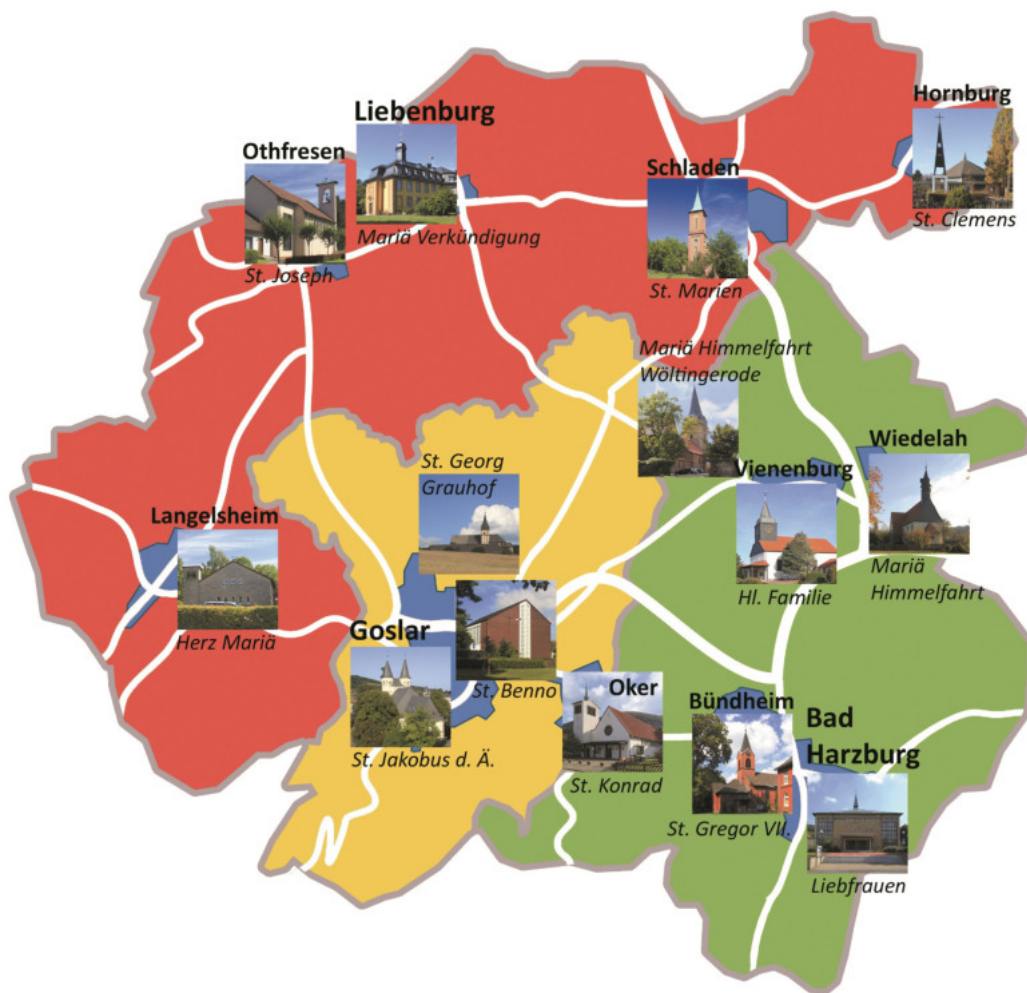 Hornburg
St. Clemens
Liebenburg
Mariä Verkündigung
Othfresen
St. Joseph
Schladen
St. Marien
Mariä Himmelfahrt
Wöltingerode
St. Georg
Grauhof
Wiedelah
Mariä
Himmelfahrt
Vienenburg
Hl. Familie
Langelsheim
Herz Mariä
Goslar
St. Jakobus d. Ä.
St. Benno
Oker
St. Konrad
Bündheim
St. Gregor VII.
Bad
Harzburg
Liebfrauen